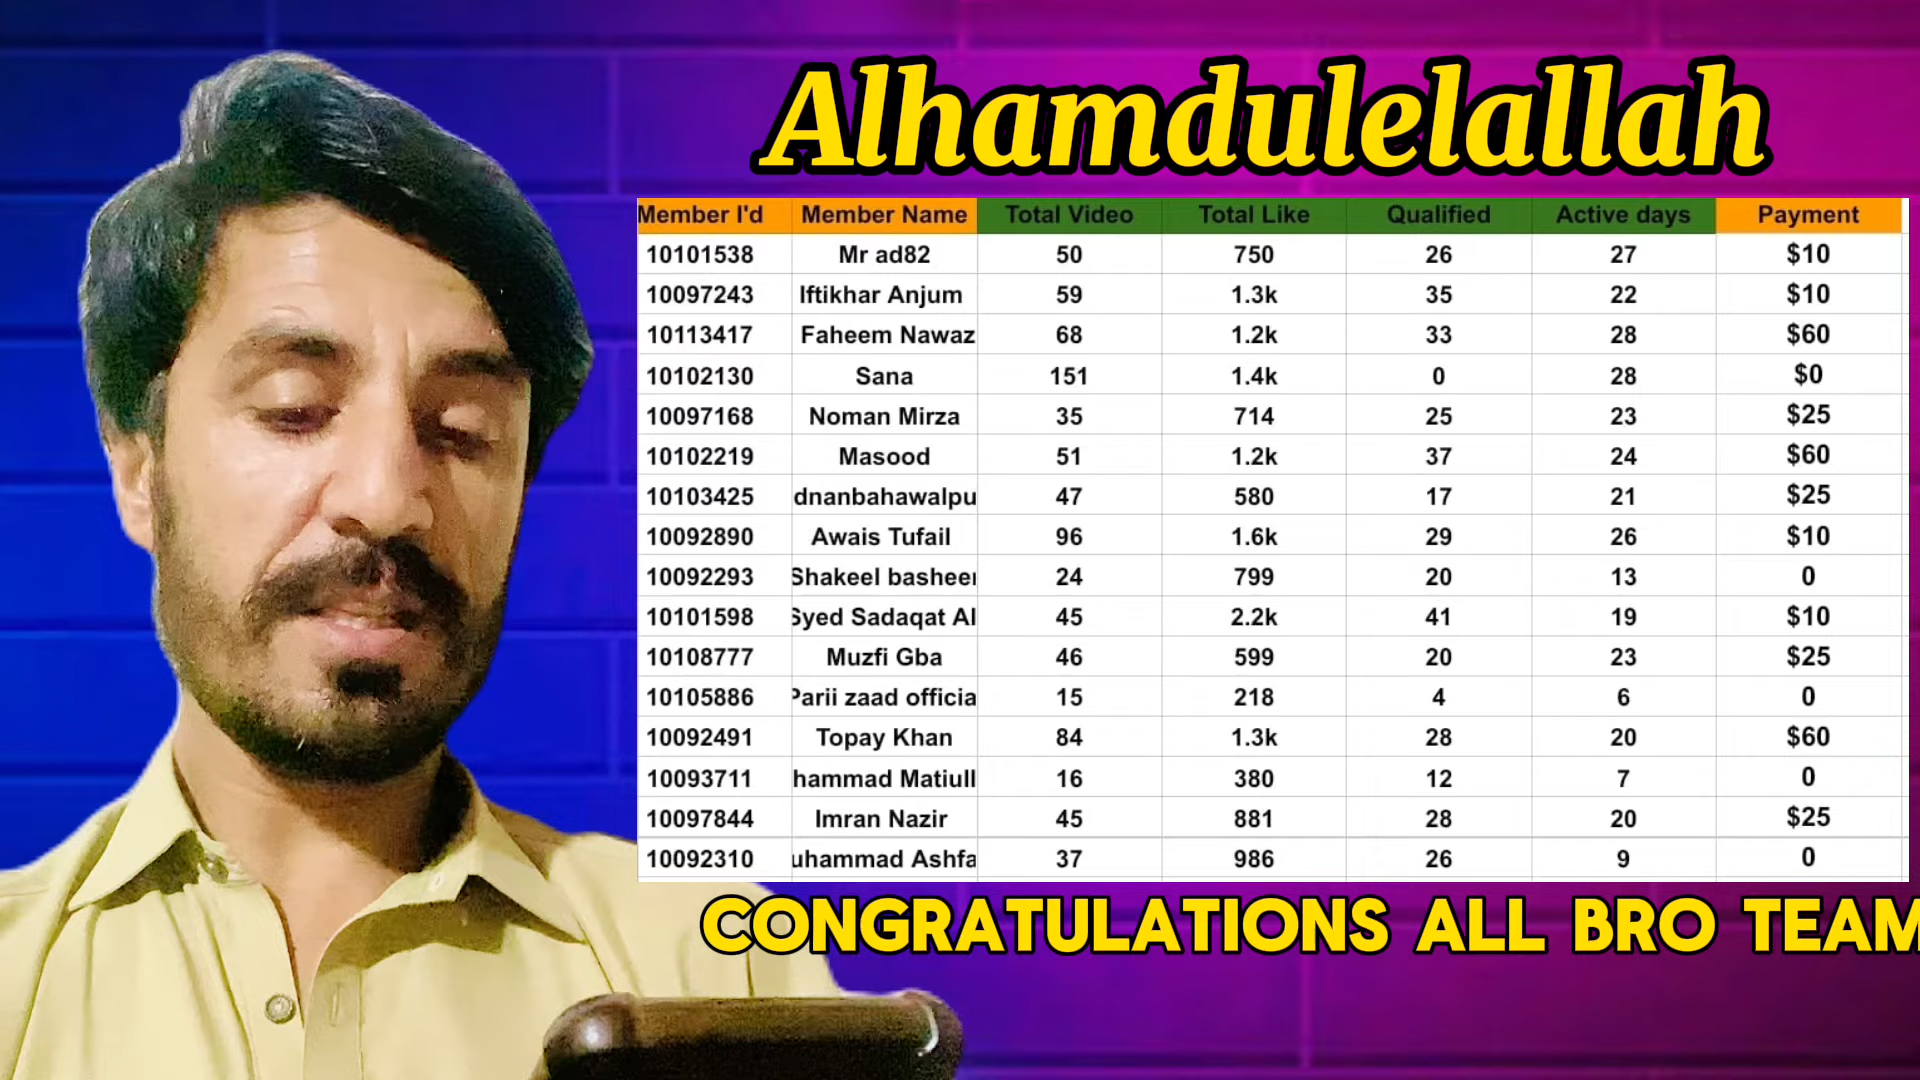 Alhamdulelallah
Member I'd Member Name Total Video Total Like Qualified Active days Payment
10101538 Mr ad82 50 750 26 27 $10
10097243 Iftikhar Anjum 59 1.3k 35 22 $10
10113417 Faheem Nawaz 68 1.2k 33 28 $60
10102130 Sana 151 1.4k 0 28 $0
10097168 Noman Mirza 35 714 25 23 $25
10102219 Masood 51 1.2k 37 24 $60
10103425 dnanbahawalpu 47 580 17 21 $25
10092890 Awais Tufail 96 1.6k 29 26 $10
10092293 Shakeel basheer 24 799 20 13 0
10101598 Syed Sadaqat Al 45 2.2k 41 19 $10
10108777 Muzfi Gba 46 599 20 23 $25
10105886 Parii zaad officia 15 218 4 6 0
10092491 Topay Khan 84 1.3k 28 20 $60
10093711 hammad Matiull 16 380 12 7 0
10097844 Imran Nazir 45 881 28 20 $25
10092310 uhammad Ashfa 37 986 26 9 0
CONGRATULATIONS ALL BRO TEAM